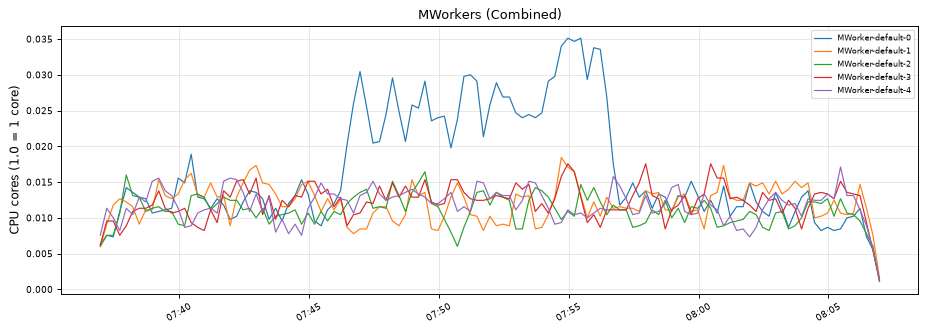 MWorkers (Combined)
CPU cores (1.0 = 1 core)
0.035
0.030
0.025
0.020
0.015
0.010
0.005
0.000
07:40
07:45
07:50
07:55
08:00
08:05
MWorker-default-0
MWorker-default-1
MWorker-default-2
MWorker-default-3
MWorker-default-4